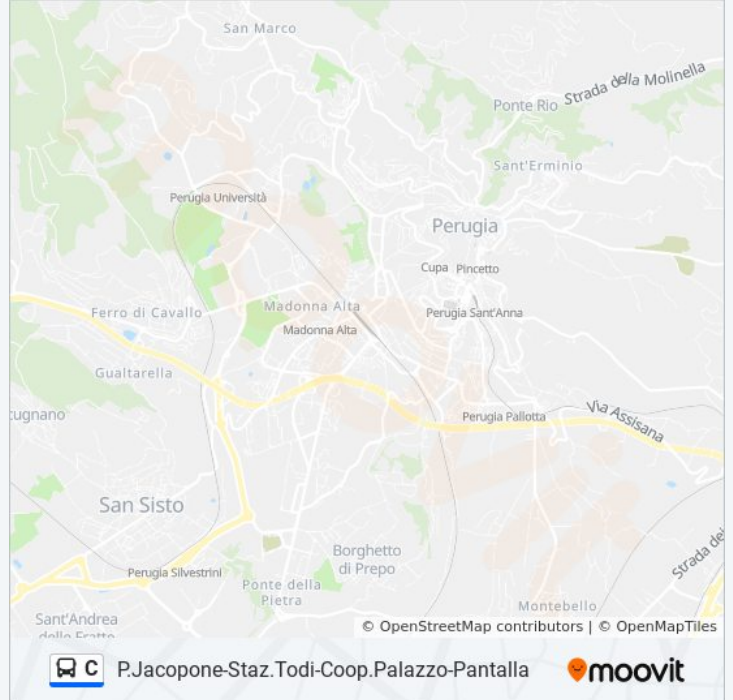 San Marco
Strada della Molinella
Ponte Rio
Sant'Erminio
Perugia Università
Perugia
Cupa
Pincetto
Ferro di Cavallo
Madonna Alta
Perugia Sant'Anna
Madonna Alta
Gualtarella
cugnano
Perugia Pallotta
Via Assisana
San Sisto
Borghetto
di Prepo
Strada dei
Perugia Silvestrini
Ponte della
Pietra
Montebello
Sant'Andrea
delle Fratte
© OpenStreetMap contributors | © OpenMapTiles
C P.Jacopone-Staz.Todi-Coop.Palazzo-Pantalla
moovit